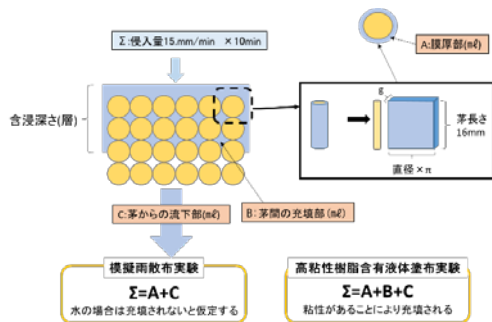 Σ:侵入量15.mm/min ×10min
A:膜厚部(㎖)
含浸深さ(層)
g
茅長さ
16mm
直径×π
C:茅からの流下部(㎖)
B:茅間の充填部(㎖)
模擬雨散布実験
Σ=A+C
水の場合は充填されないと仮定する
高粘性樹脂含有液体塗布実験
Σ=A+B+C
粘性があることにより充填される